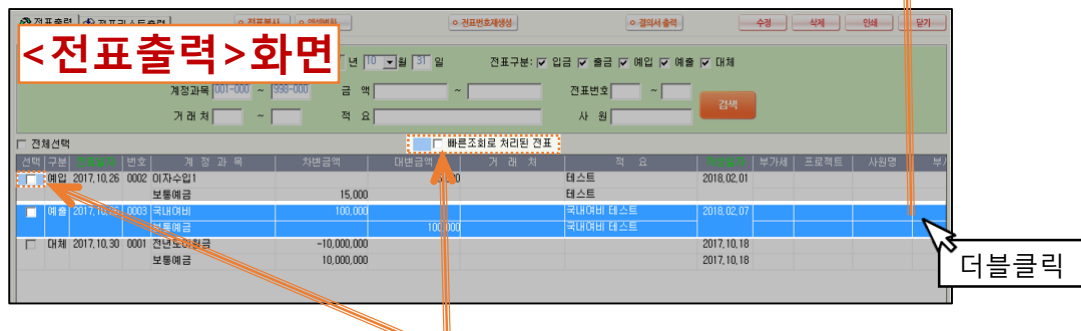 전표출력 전표리스트출력 전표복사 전표번호재생성 결의서 출력 수정 삭제 인쇄 닫기
<전표출력>화면
년 10 월 31 일 전표구분: 입금 출금 예입 예출 대체
계정과목 001-000 ~ 998-000 금 액 ~ 전표번호 ~
검색
거 래 처 ~ 적 요 사 원
전체선택 빠른조회로 처리된 전표
선택 구분 번호 계 정 과 목 차변금액 대변금액 거 래 처 적 요 부가세 프로젝트 사원명 부/
예입 2017.10.26 0002 이자수입1 테스트 2018.02.01
보통예금 15,000 테스트
예출 2017.10.26 0003 국내여비 100,000 국내여비 테스트 2018.02.07
보통예금 100,000 국내여비 테스트
대체 2017.10.30 0001 전년도이월금 -10,000,000 2017.10.18
보통예금 10,000,000 2017.10.18
더블클릭